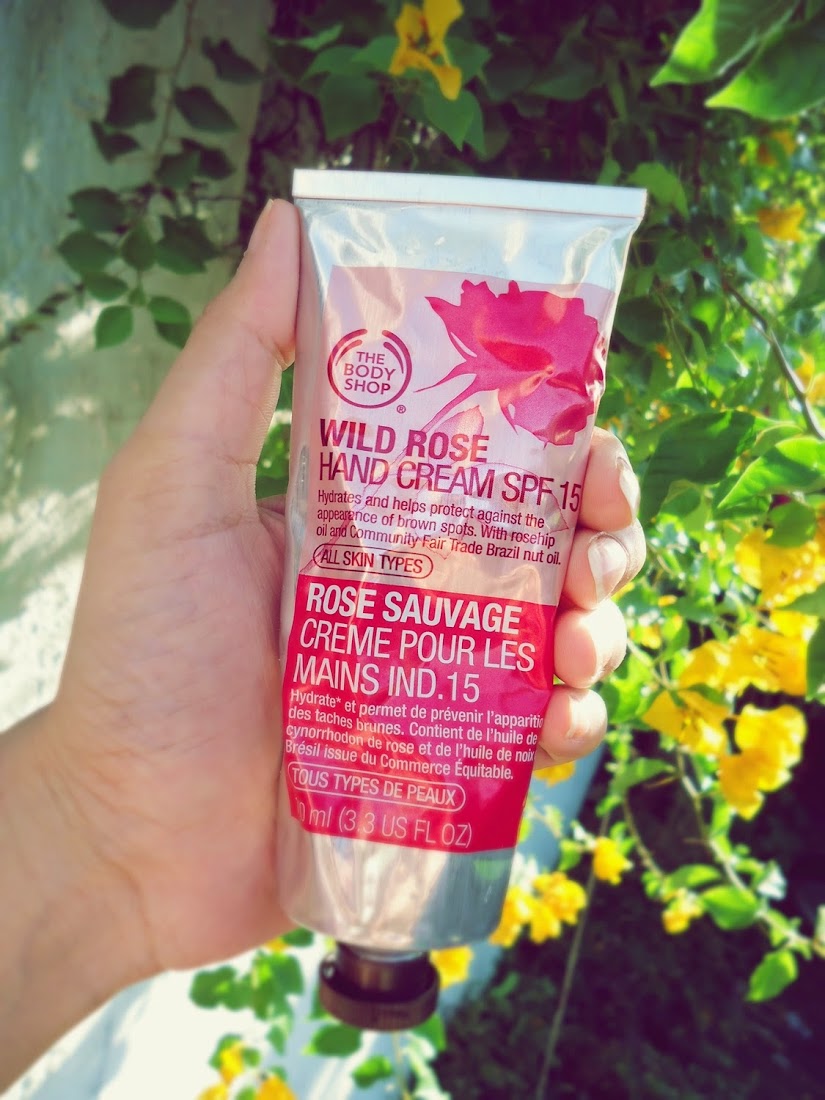 THE
BODY
SHOP
®
WILD ROSE
HAND CREAM SPF 15
Hydrates and helps protect against the
appearance of brown spots. With rosehip
oil and Community Fair Trade Brazil nut oil.
ALL SKIN TYPES
ROSE SAUVAGE
CREME POUR LES
MAINS IND.15
Hydrate* et permet de prévenir l'apparition
des taches brunes. Contient de l'huile de
cynorrhodon de rose et de l'huile de noix
Brésil issue du Commerce Équitable.
TOUS TYPES DE PEAUX
ml (3.3 US FL OZ)